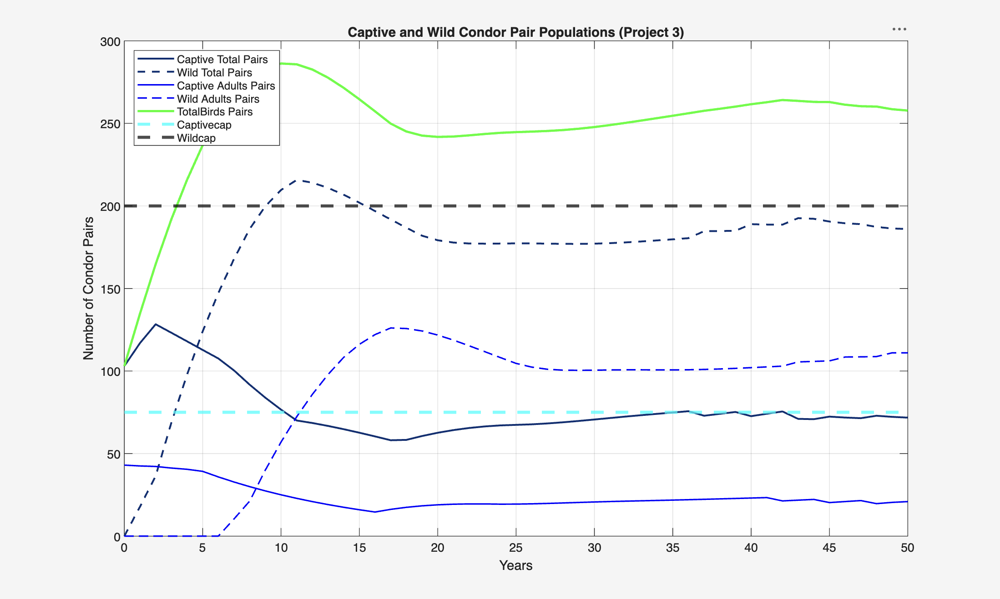 Captive and Wild Condor Pair Populations (Project 3)
300
250
200
150
100
50
0
Number of Condor Pairs
Captive Total Pairs
Wild Total Pairs
Captive Adults Pairs
Wild Adults Pairs
TotalBirds Pairs
Captivecap
Wildcap
0 5 10 15 20 25 30 35 40 45 50
Years